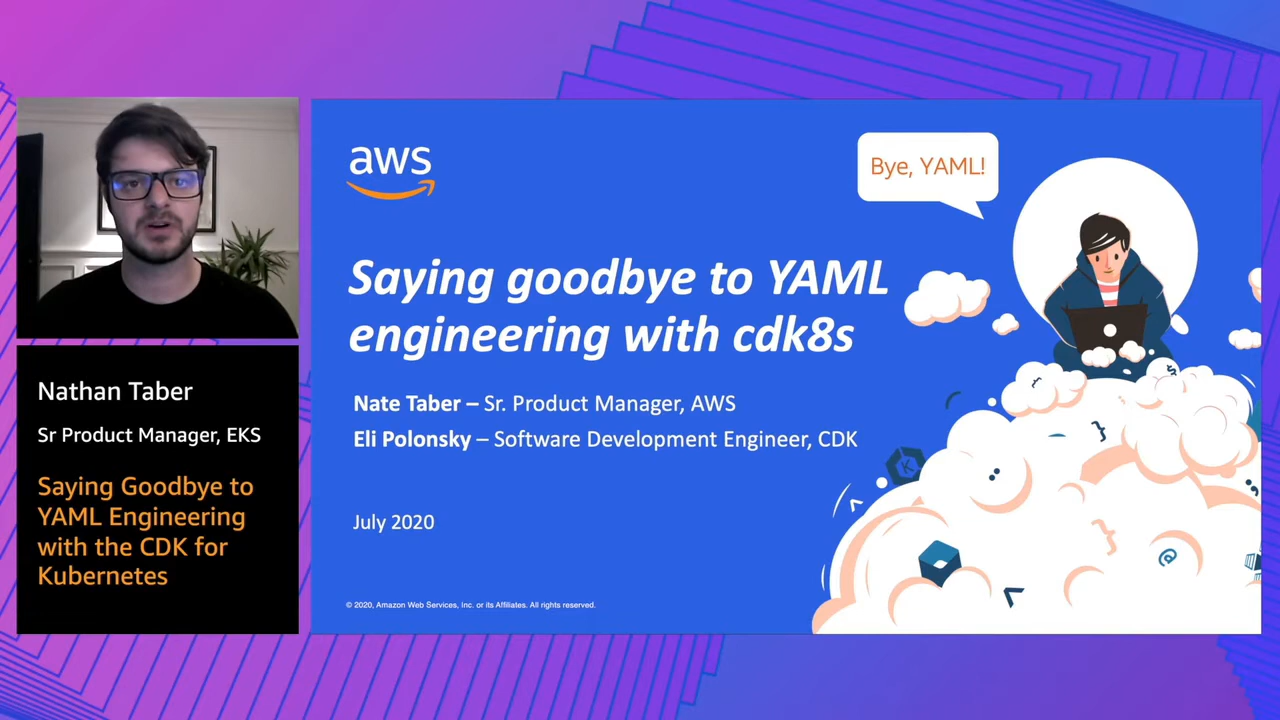 Nathan Taber
Sr Product Manager, EKS
Saying Goodbye to
YAML Engineering
with the CDK for
Kubernetes
aws
Bye, YAML!
Saying goodbye to YAML
engineering with cdk8s
Nate Taber – Sr. Product Manager, AWS
Eli Polonsky – Software Development Engineer, CDK
July 2020
© 2020, Amazon Web Services, Inc. or its Affiliates. All rights reserved.